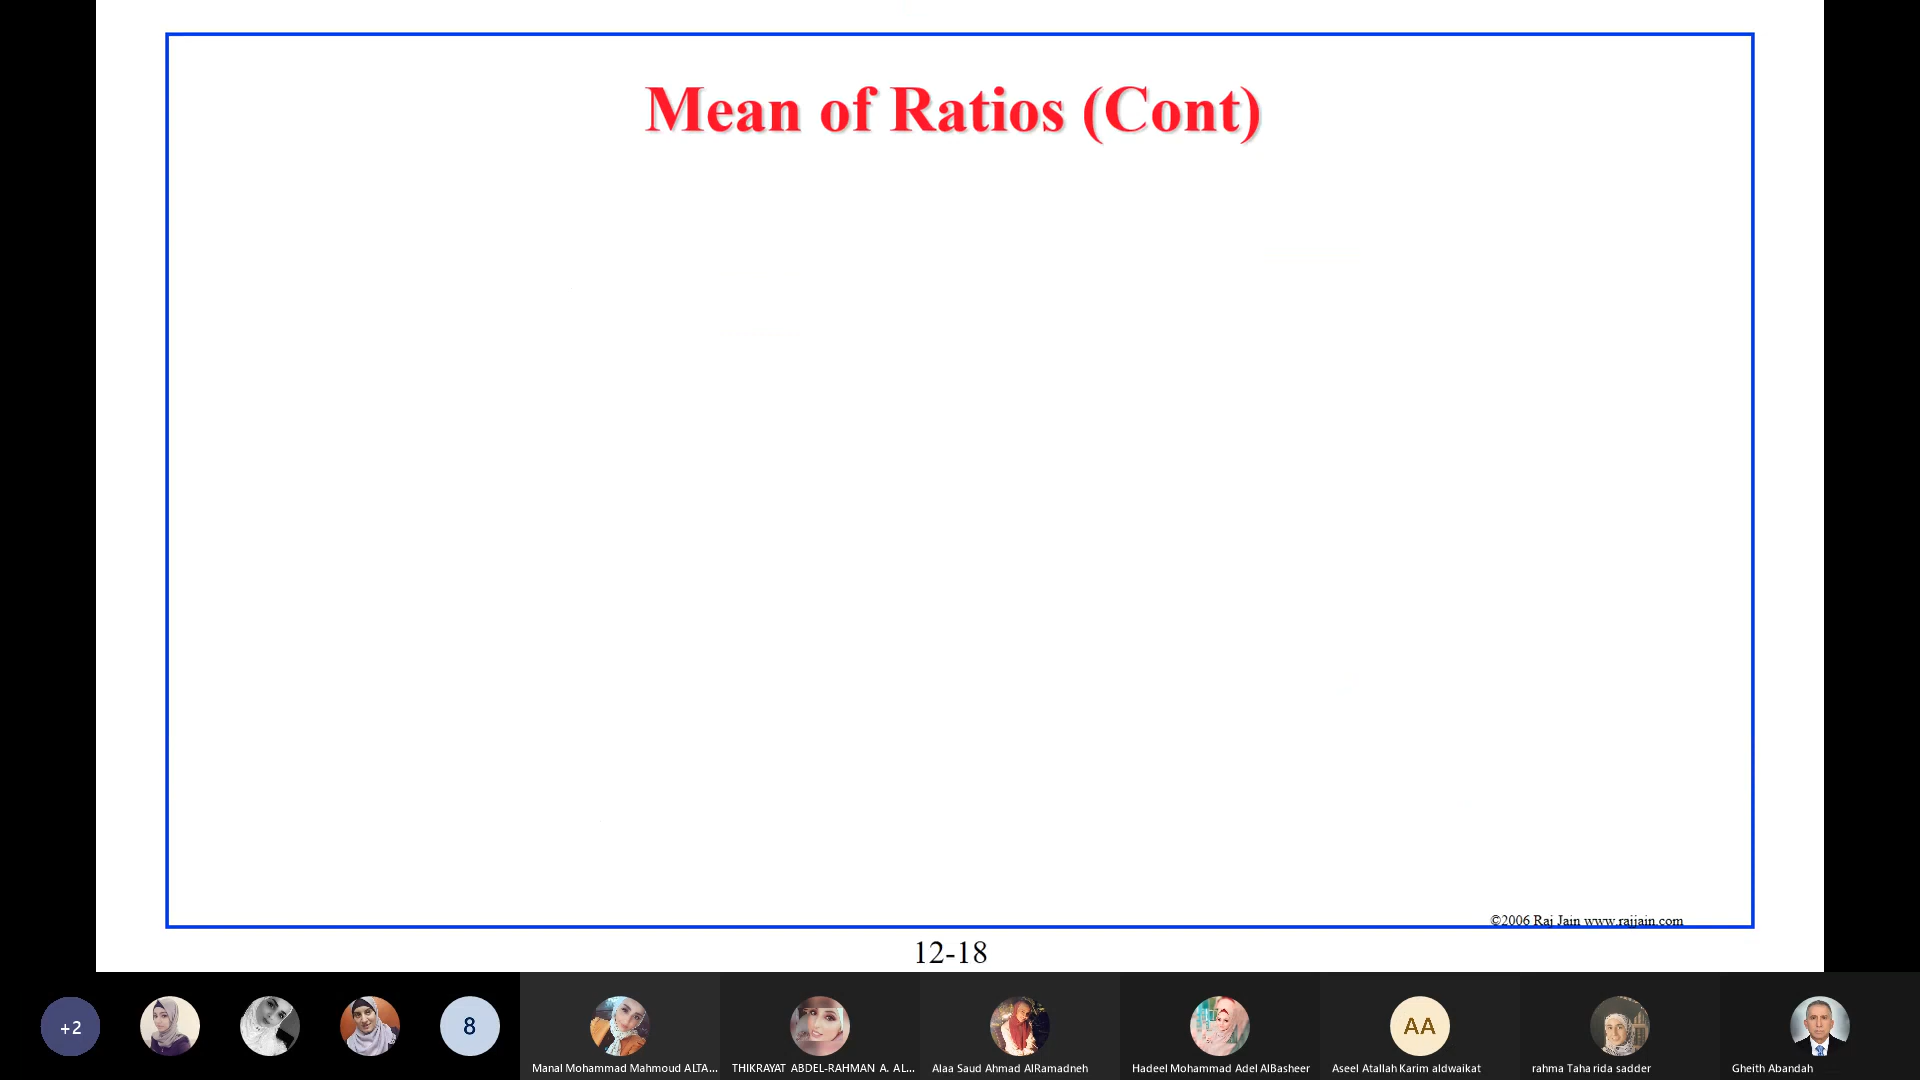 Mean of Ratios (Cont)
©2006 Raj Jain www.rajjain.com
12-18
+2
8
Manal Mohammad Mahmoud ALTA...
THIKRAYAT ABDEL-RAHMAN A. AL...
Alaa Saud Ahmad AlRamadneh
Hadeel Mohammad Adel AlBasheer
AA
Aseel Atallah Karim aldwaikat
rahma Taha rida sadder
Gheith Abandah